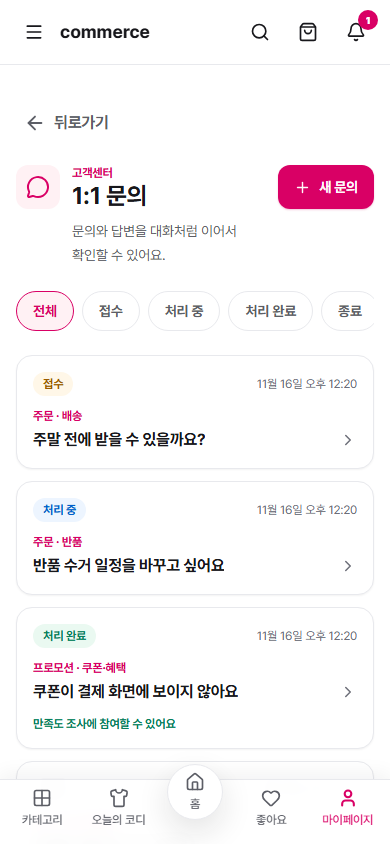 commerce
1
뒤로가기
고객센터
1:1 문의
+ 새 문의
문의와 답변을 대화처럼 이어서
확인할 수 있어요.
전체
접수
처리 중
처리 완료
종료
접수
11월 16일 오후 12:20
주문 · 배송
주말 전에 받을 수 있을까요?
처리 중
11월 16일 오후 12:20
주문 · 반품
반품 수거 일정을 바꾸고 싶어요
처리 완료
11월 16일 오후 12:20
프로모션 · 쿠폰·혜택
쿠폰이 결제 화면에 보이지 않아요
만족도 조사에 참여할 수 있어요
카테고리
오늘의 코디
홈
좋아요
마이페이지